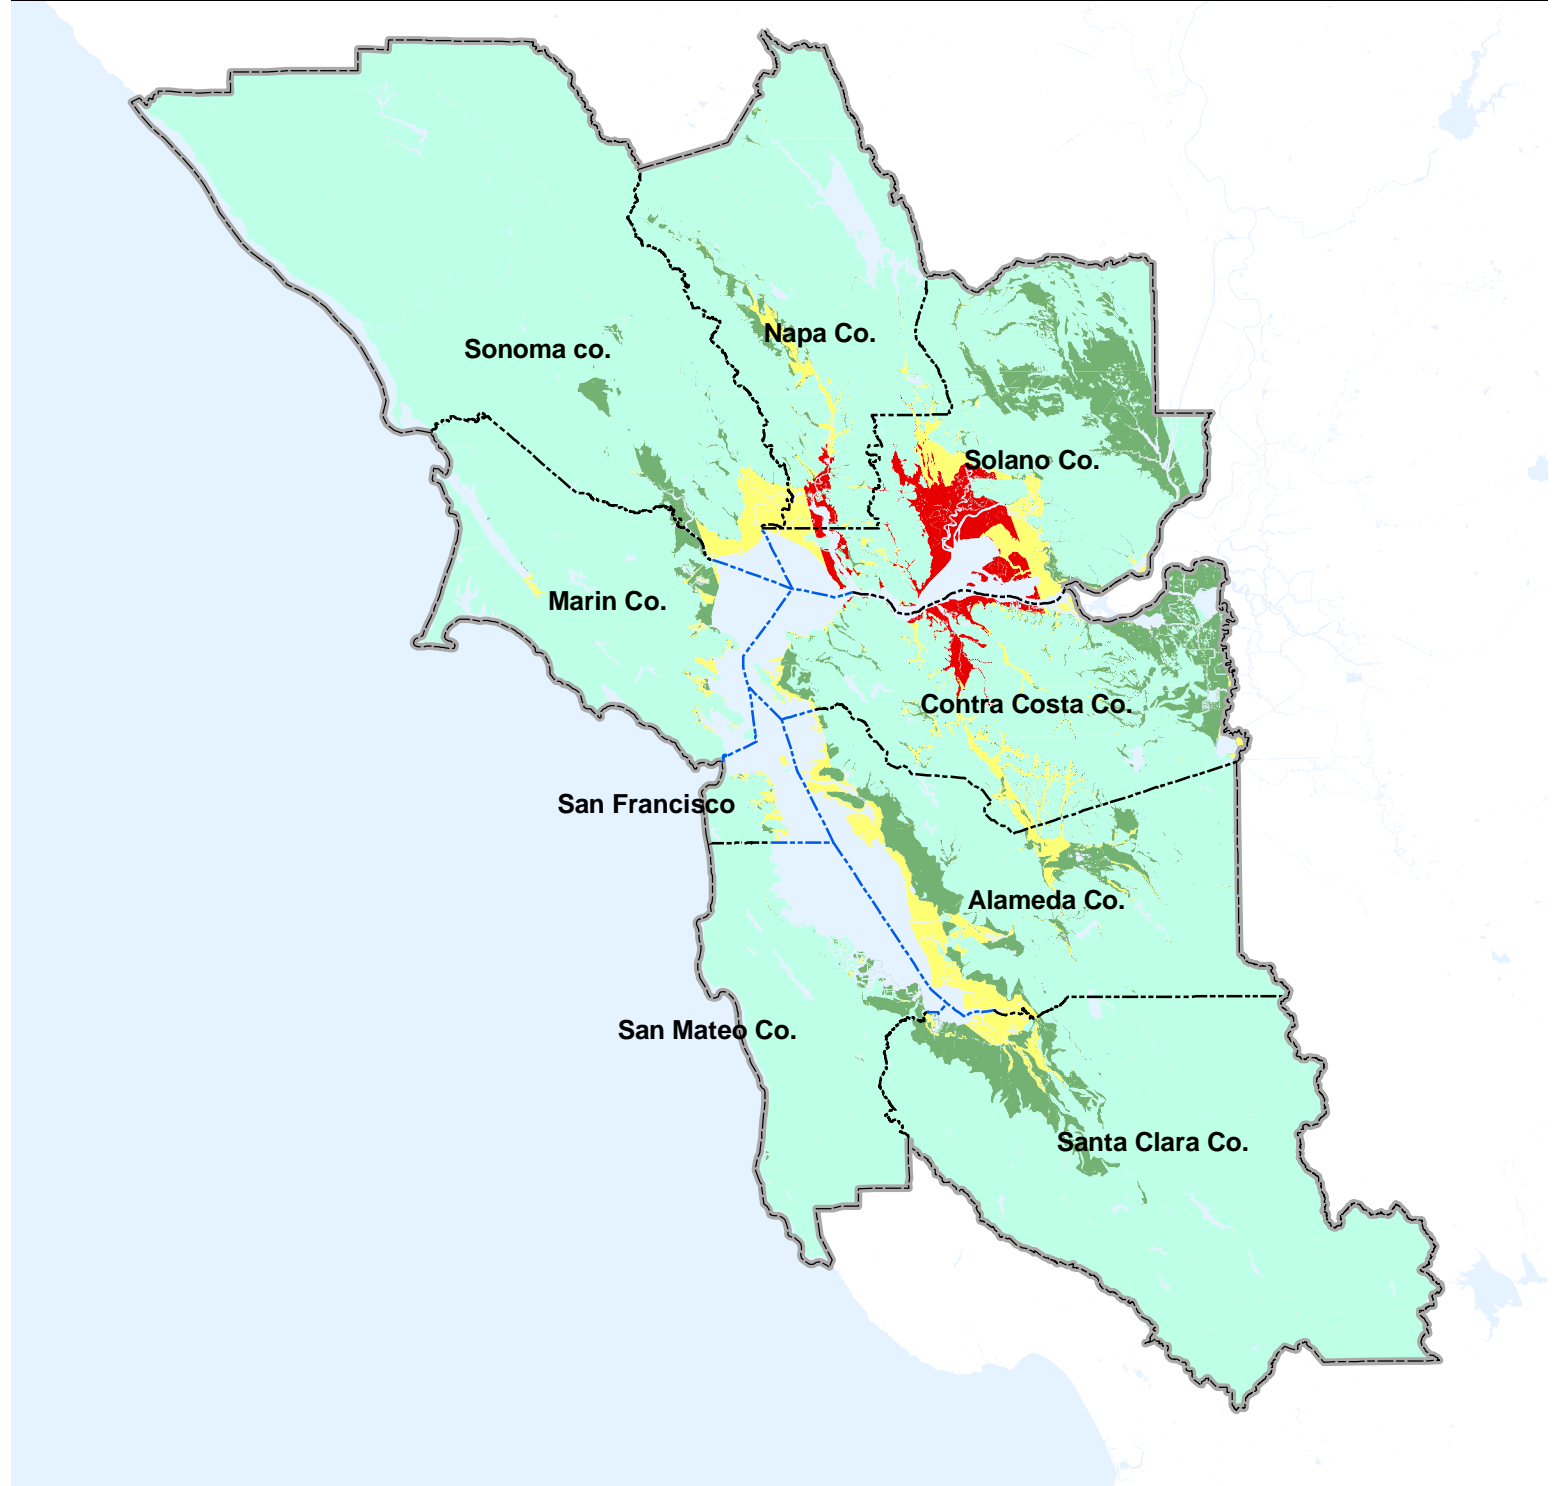 Napa Co.
Sonoma co.
Solano Co.
Marin Co.
Contra Costa Co.
San Francisco
Alameda Co.
San Mateo Co.
Santa Clara Co.